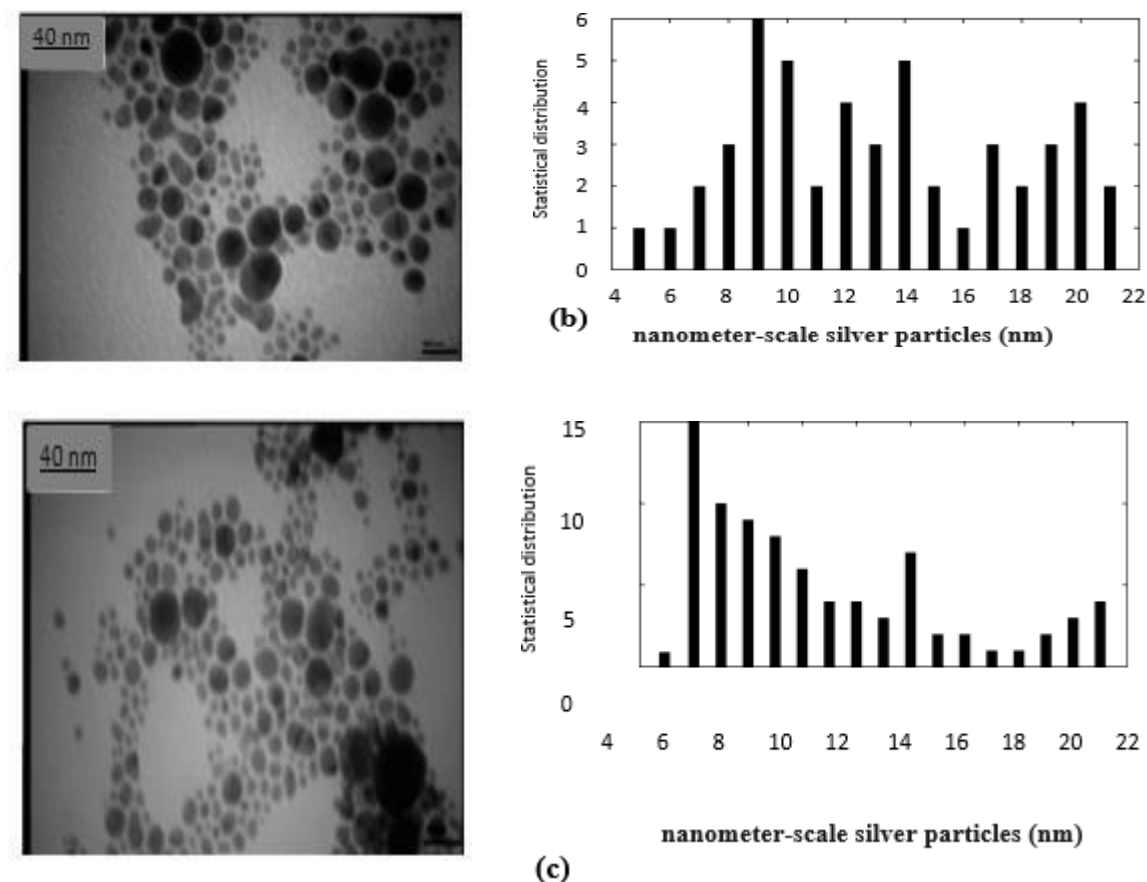 40 nm
6
5
4
3
2
1
0
Statistical distribution
4 6 8 10 12 14 16 18 20 22
(b)
nanometer-scale silver particles (nm)
40 nm
15
10
5
0
Statistical distribution
4 6 8 10 12 14 16 18 20 22
nanometer-scale silver particles (nm)
(c)